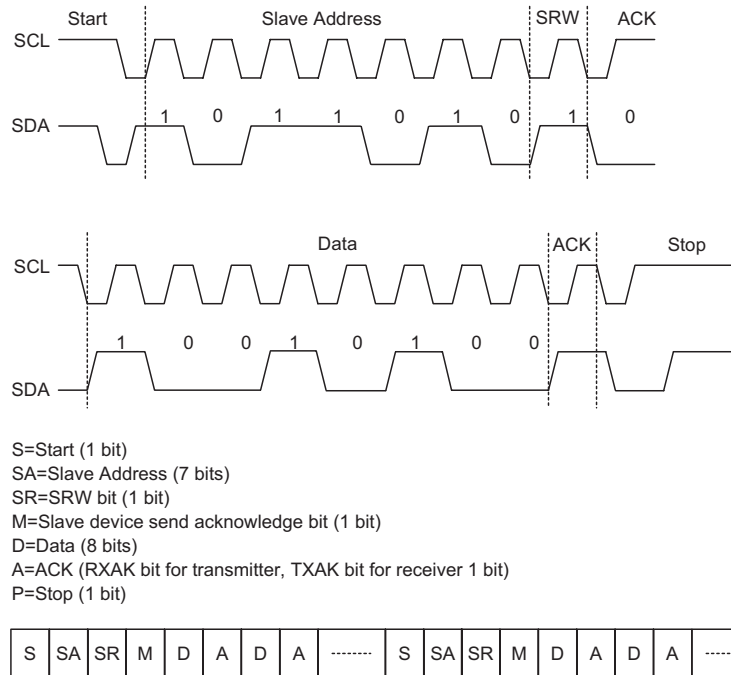 Start Slave Address SRW ACK
SCL
1 0 1 1 0 1 0 1 0
SDA
Data ACK Stop
SCL
1 0 0 1 0 1 0 0
SDA
S=Start (1 bit)
SA=Slave Address (7 bits)
SR=SRW bit (1 bit)
M=Slave device send acknowledge bit (1 bit)
D=Data (8 bits)
A=ACK (RXAK bit for transmitter, TXAK bit for receiver 1 bit)
P=Stop (1 bit)
S SA SR M D A D A ........ S SA SR M D A D A .....